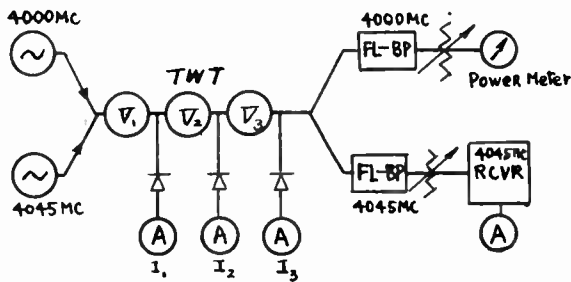 4000MC
4000MC
FL-BP
Power Meter
TWT
V₁
V₂
V₃
4045MC
RCVR
FL-BP
4045MC
4045MC
A
A
A
A
I₁
I₂
I₃